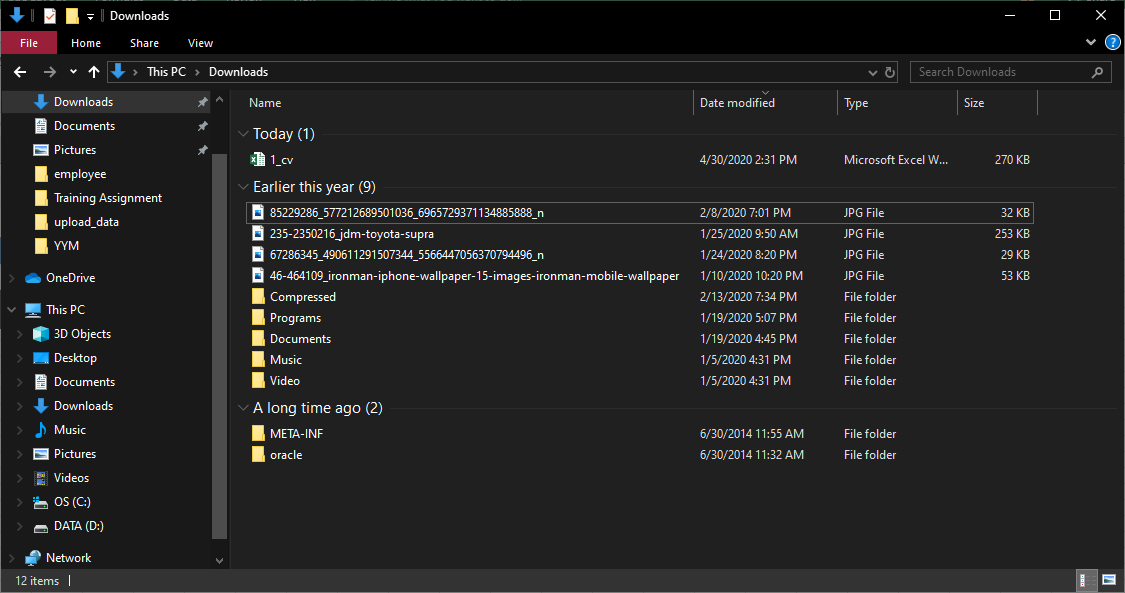 Downloads
File Home Share View
This PC Downloads Search Downloads
Downloads
Documents
Pictures
employee
Training Assignment
upload_data
YYM
OneDrive
This PC
3D Objects
Desktop
Documents
Downloads
Music
Pictures
Videos
OS (C:)
DATA (D:)
Network
Name Date modified Type Size
Today (1)
1_cv 4/30/2020 2:31 PM Microsoft Excel W... 270 KB
Earlier this year (9)
85229286_577212689501036_6965729371134885888_n 2/8/2020 7:01 PM JPG File 32 KB
235-2350216_jdm-toyota-supra 1/25/2020 9:50 AM JPG File 253 KB
67286345_490611291507344_5566447056370794496_n 1/24/2020 8:20 PM JPG File 29 KB
46-464109_ironman-iphone-wallpaper-15-images-ironman-mobile-wallpaper 1/10/2020 10:20 PM JPG File 53 KB
Compressed 2/13/2020 7:34 PM File folder
Programs 1/19/2020 5:07 PM File folder
Documents 1/19/2020 4:45 PM File folder
Music 1/5/2020 4:31 PM File folder
Video 1/5/2020 4:31 PM File folder
A long time ago (2)
META-INF 6/30/2014 11:55 AM File folder
oracle 6/30/2014 11:32 AM File folder
12 items